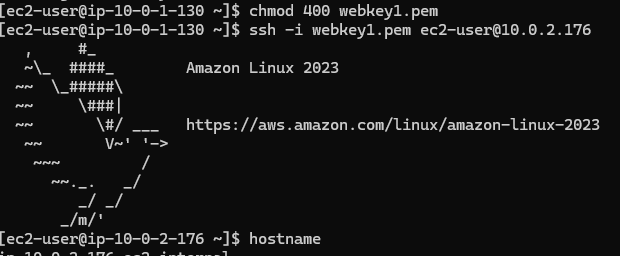 [ec2-user@ip-10-0-1-130 ~]$ chmod 400 webkey1.pem
[ec2-user@ip-10-0-1-130 ~]$ ssh -i webkey1.pem ec2-user@10.0.2.176
   ,     #_
   ~\_  ####_        Amazon Linux 2023
  ~~  \_#####\
  ~~     \###|
  ~~       \#/ ___   https://aws.amazon.com/linux/amazon-linux-2023
   ~~       V~' '->
    ~~~         /
      ~~._.   _/
         _/ _/
       _/m/'
[ec2-user@ip-10-0-2-176 ~]$ hostname
ip-10-0-2-176.ec2.internal